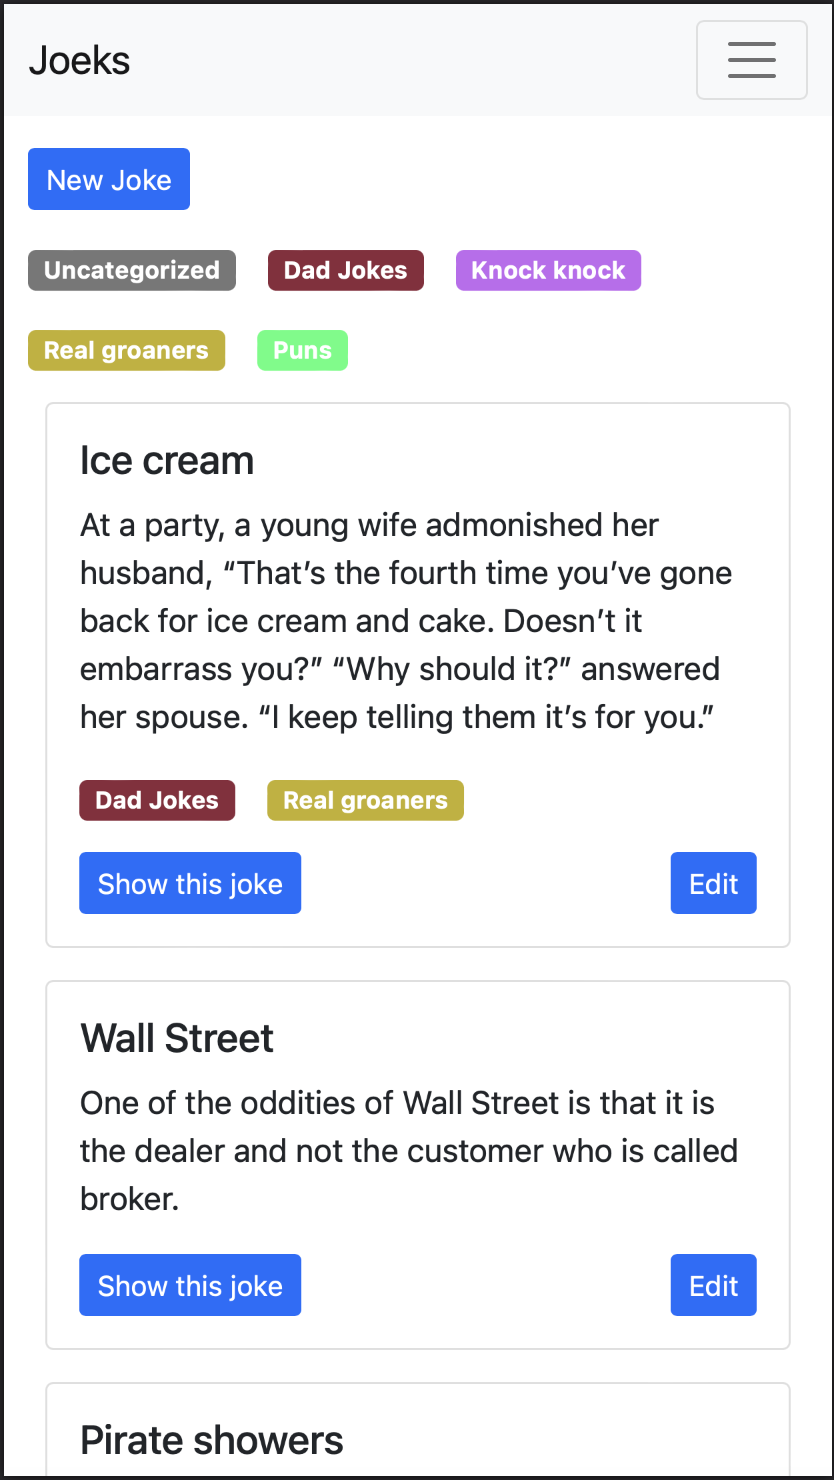 Joeks
New Joke
Uncategorized Dad Jokes Knock knock
Real groaners Puns
Ice cream
At a party, a young wife admonished her
husband, “That’s the fourth time you’ve gone
back for ice cream and cake. Doesn’t it
embarrass you?” “Why should it?” answered
her spouse. “I keep telling them it’s for you.”
Dad Jokes Real groaners
Show this joke Edit
Wall Street
One of the oddities of Wall Street is that it is
the dealer and not the customer who is called
broker.
Show this joke Edit
Pirate showers